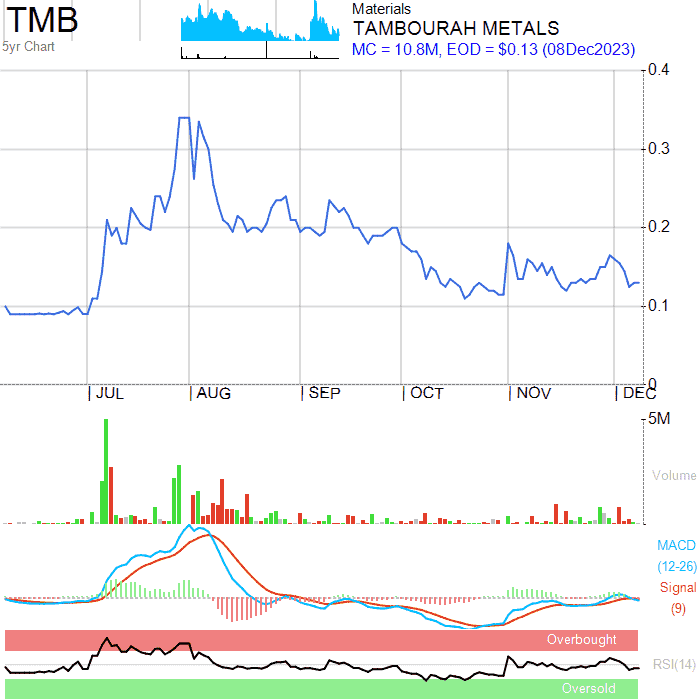 TMB
5yr Chart
Materials
TAMBOURAH METALS
MC = 10.8M, EOD = $0.13 (08Dec2023)
0.4
0.3
0.2
0.1
0
JUL AUG SEP OCT NOV DEC
5M
Volume
MACD
(12-26)
Signal
(9)
Overbought
RSI(14)
Oversold